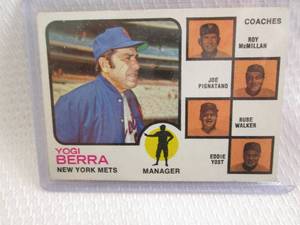 COACHES
ROY
McMILLAN
JOE
PIGNATANO
RUBE
WALKER
EDDIE
YOST
YOGI
BERRA
NEW YORK METS
MANAGER